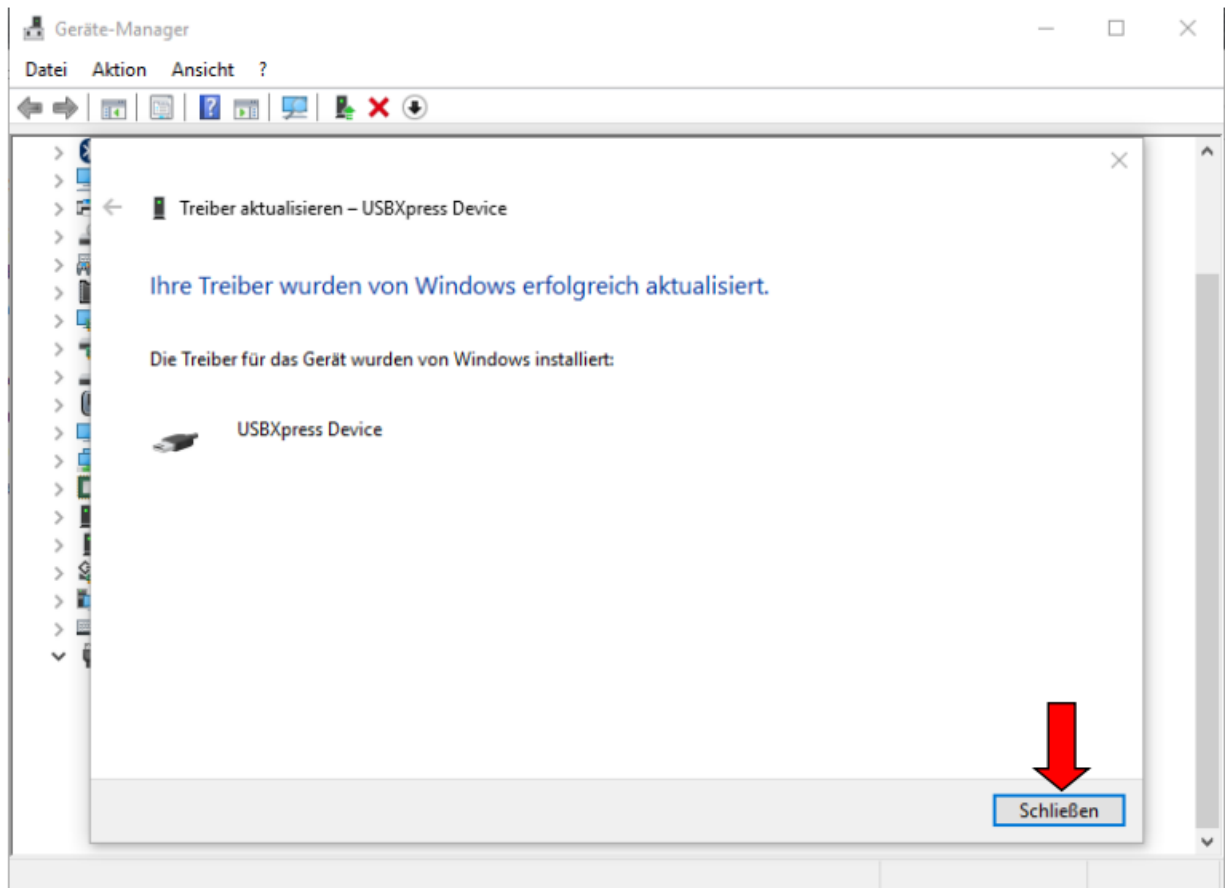 Geräte-Manager
Datei Aktion Ansicht ?
Treiber aktualisieren – USBXpress Device
Ihre Treiber wurden von Windows erfolgreich aktualisiert.
Die Treiber für das Gerät wurden von Windows installiert:
USBXpress Device
Schließen